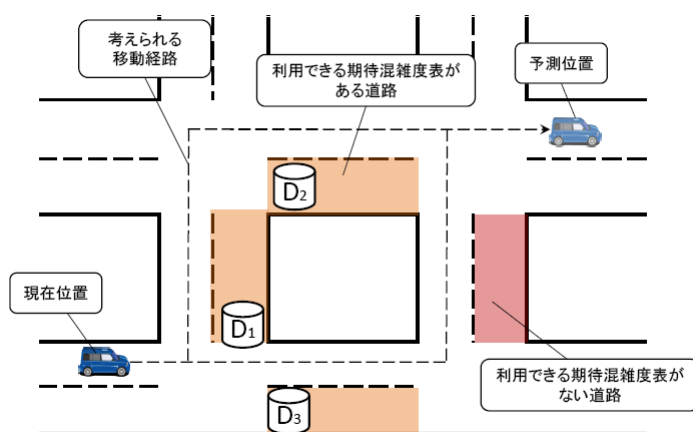 考えられる
移動経路
利用できる期待混雑度表が
ある道路
予測位置
D2
現在位置
D1
利用できる期待混雑度表が
ない道路
D3